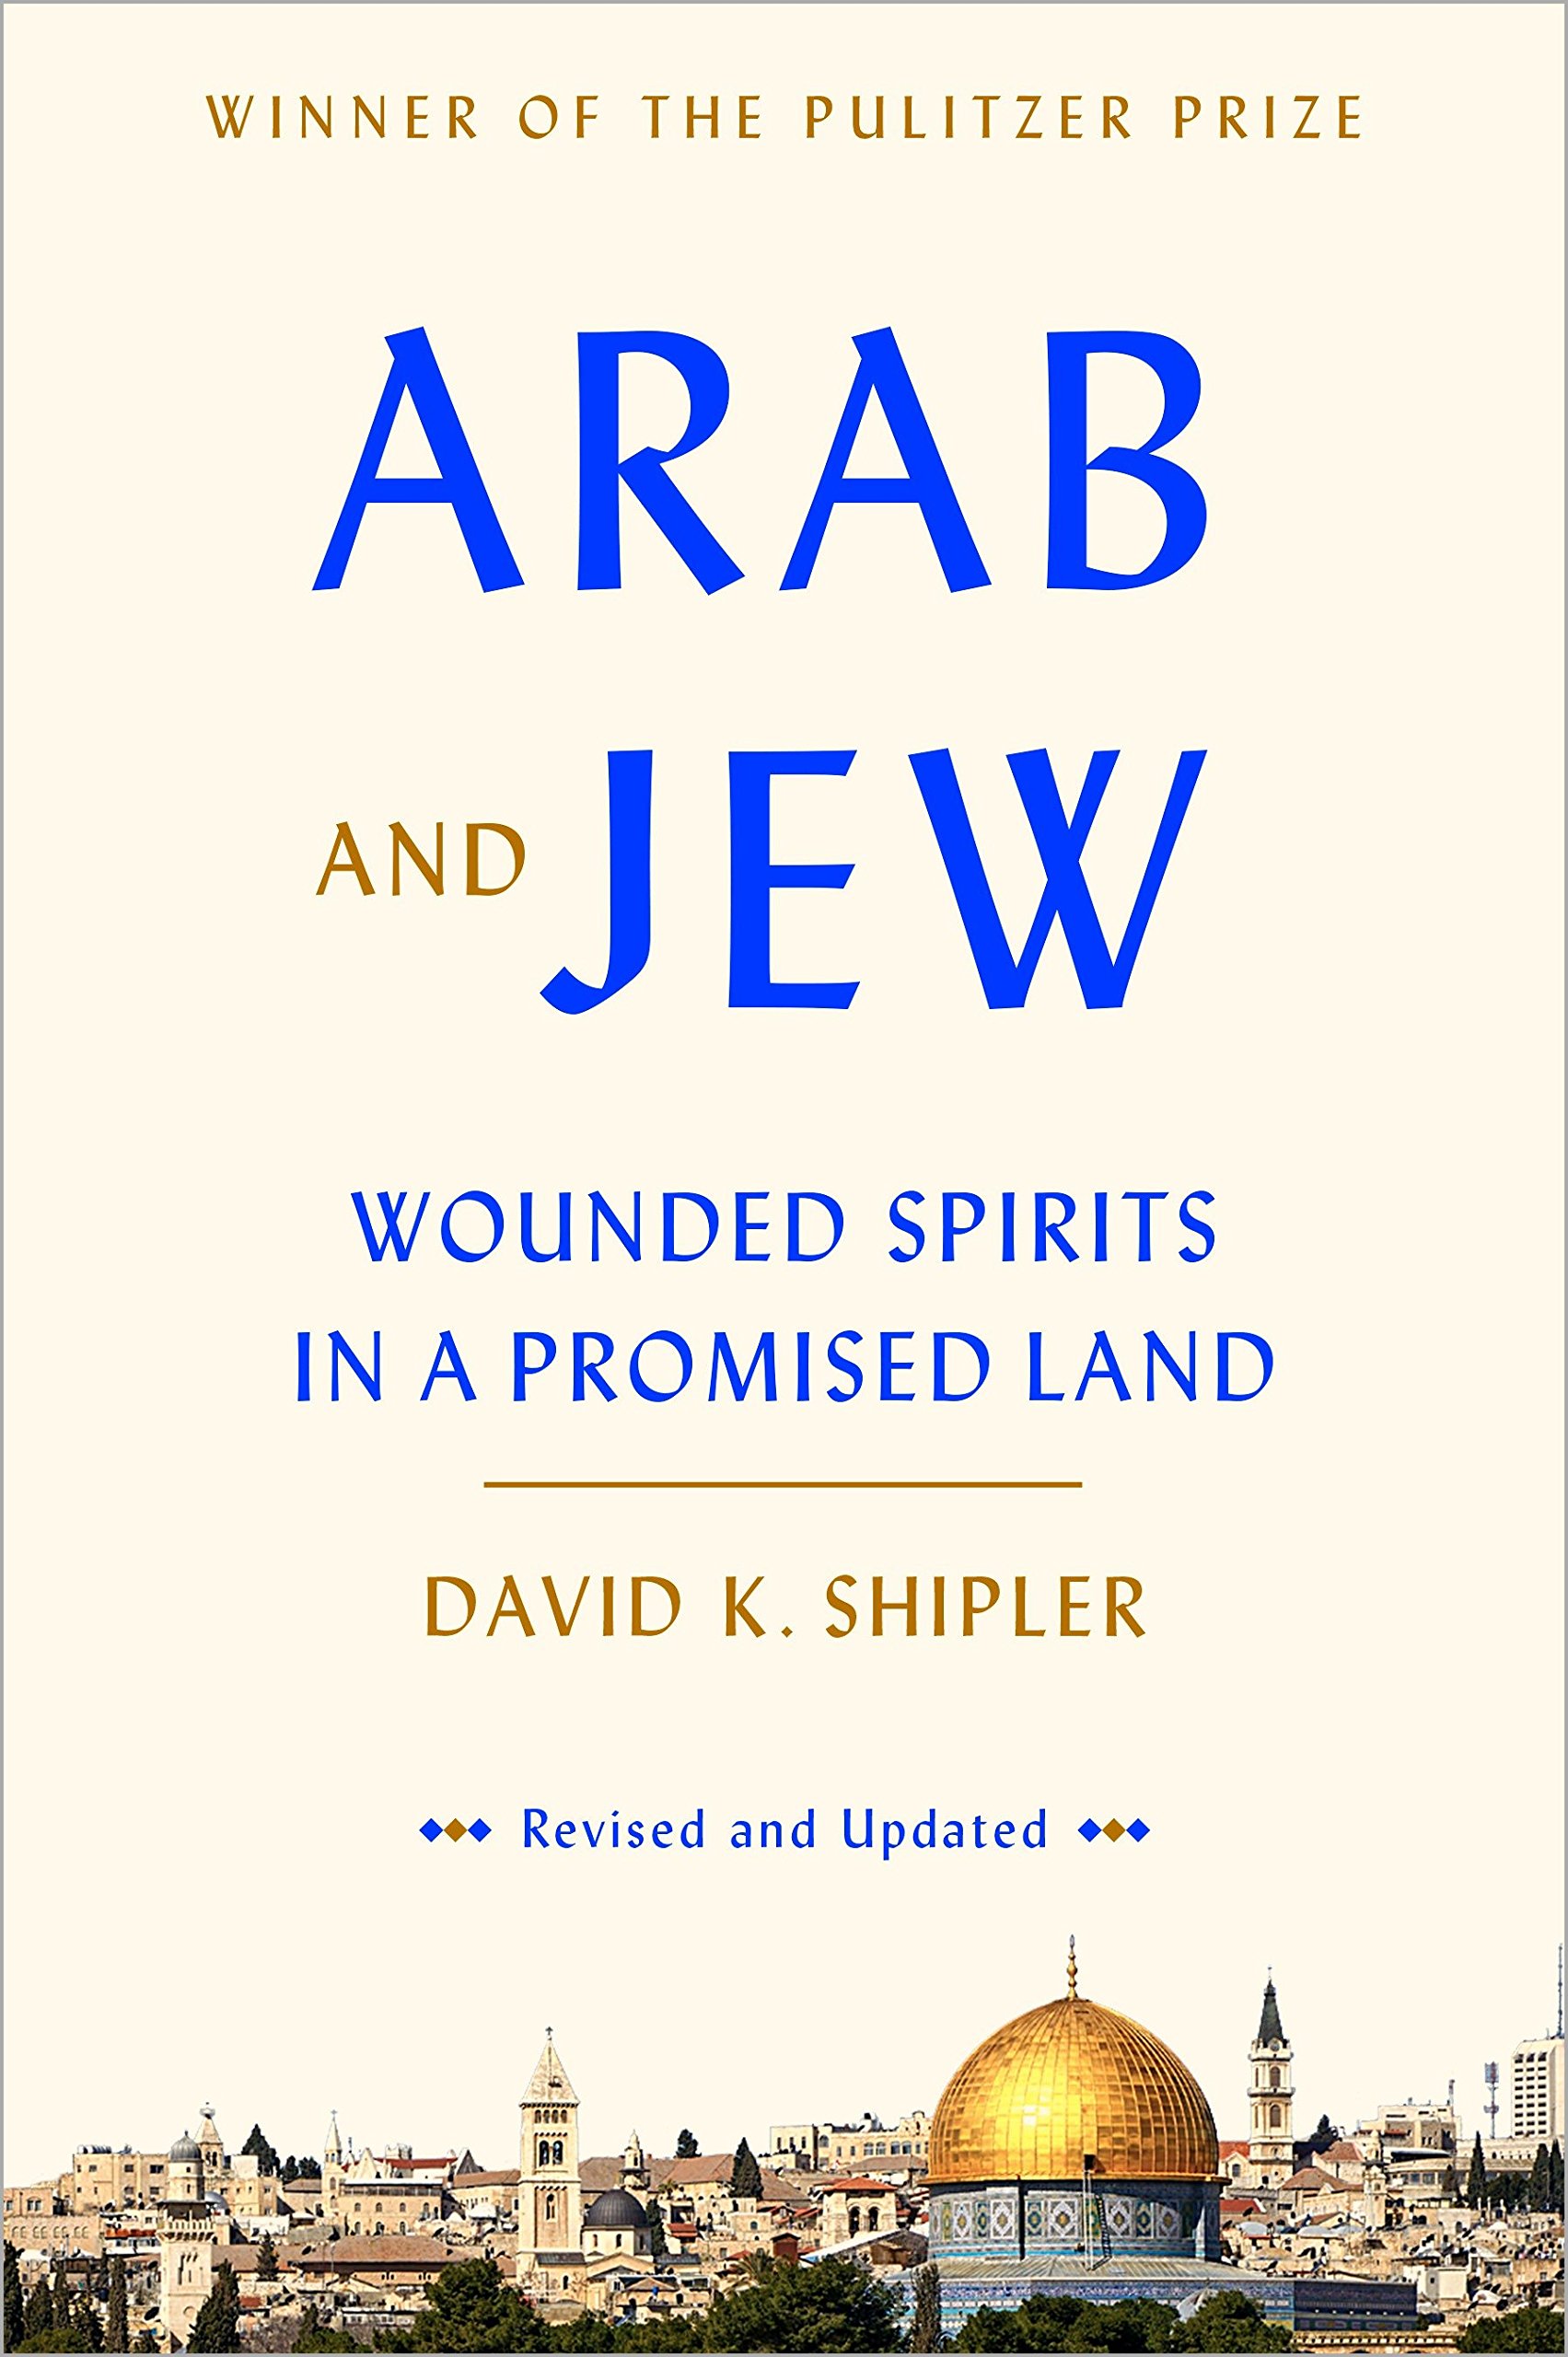 WINNER OF THE PULITZER PRIZE
ARAB
AND JEW
WOUNDED SPIRITS
IN A PROMISED LAND
DAVID K. SHIPLER
Revised and Updated